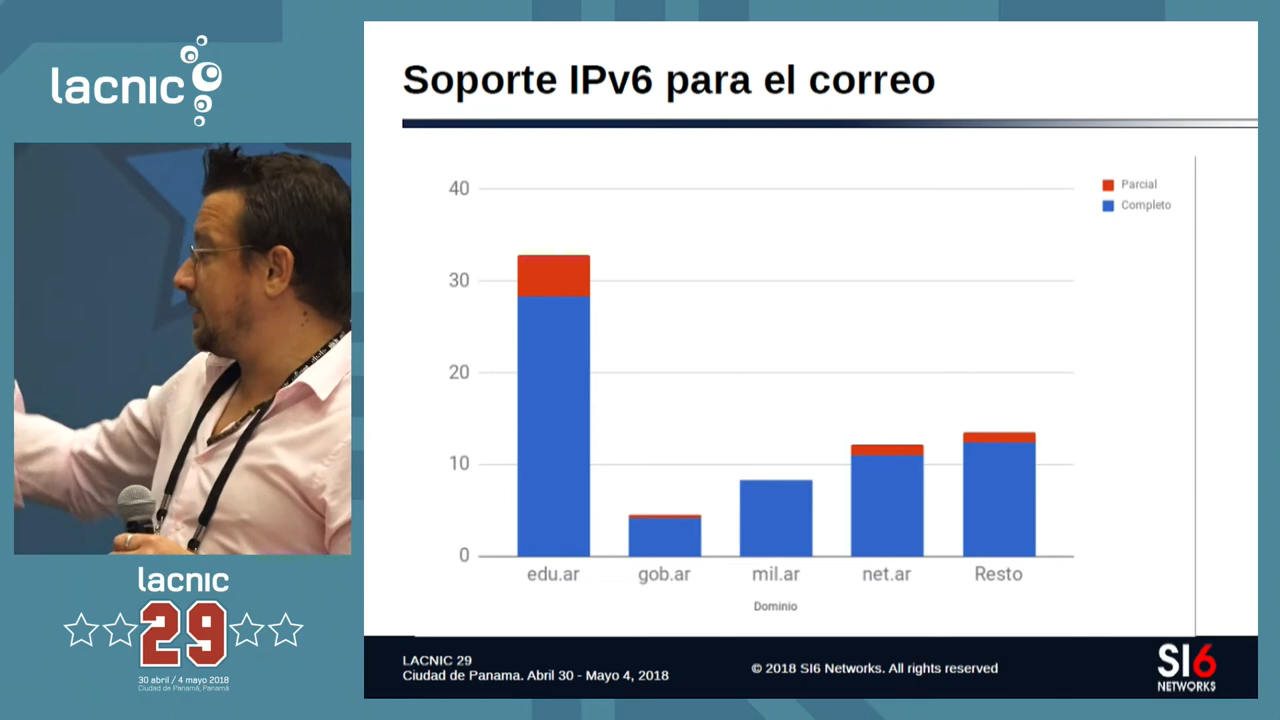 lacnic
Soporte IPv6 para el correo
40
30
20
10
0
Parcial
Completo
edu.ar
gob.ar
mil.ar
net.ar
Resto
Dominio
lacnic
29
30 abril / 4 mayo 2018
Ciudad de Panamá, Panamá
LACNIC 29
Ciudad de Panama. Abril 30 - Mayo 4, 2018
© 2018 SI6 Networks. All rights reserved
SI6
NETWORKS